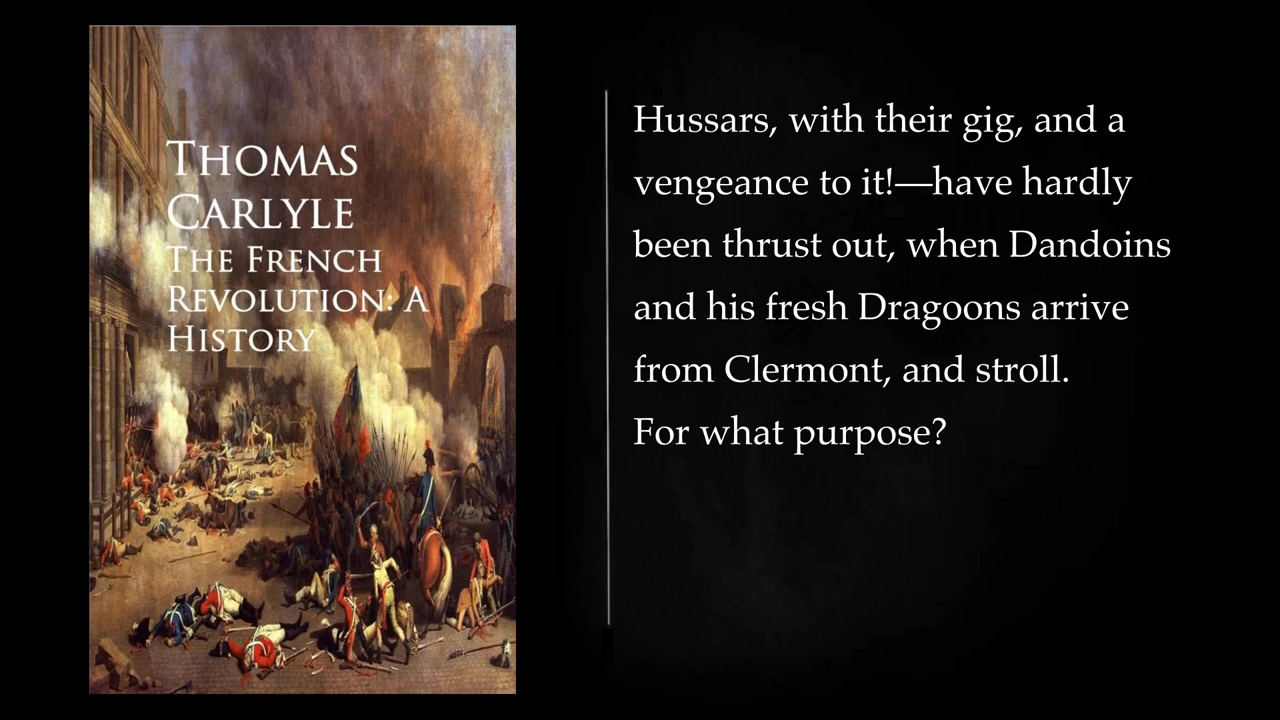 THOMAS
CARLYLE
THE FRENCH
REVOLUTION: A
HISTORY
Hussars, with their gig, and a
vengeance to it!—have hardly
been thrust out, when Dandoins
and his fresh Dragoons arrive
from Clermont, and stroll.
For what purpose?